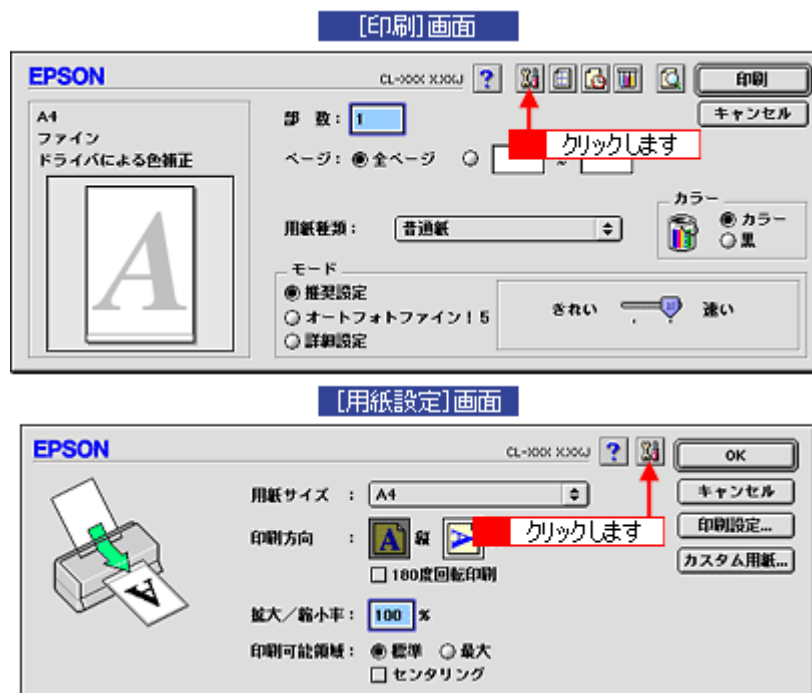 [印刷]画面
EPSON
CL-XXX X.XXJ
?
印刷
キャンセル
A4
ファイン
ドライバによる色補正
A
部 数: 1
ページ: 全ページ ~
クリックします
用紙種類: 普通紙
カラー
カラー
黒
モード
推奨設定
オートフォトファイン!5
詳細設定
きれい 速い
[用紙設定]画面
EPSON
CL-XXX X.XXJ
?
OK
キャンセル
印刷設定...
カスタム用紙...
用紙サイズ : A4
印刷方向 : A 縦 A
クリックします
180度回転印刷
A
拡大/縮小率: 100 %
印刷可能領域: 標準 最大
センタリング